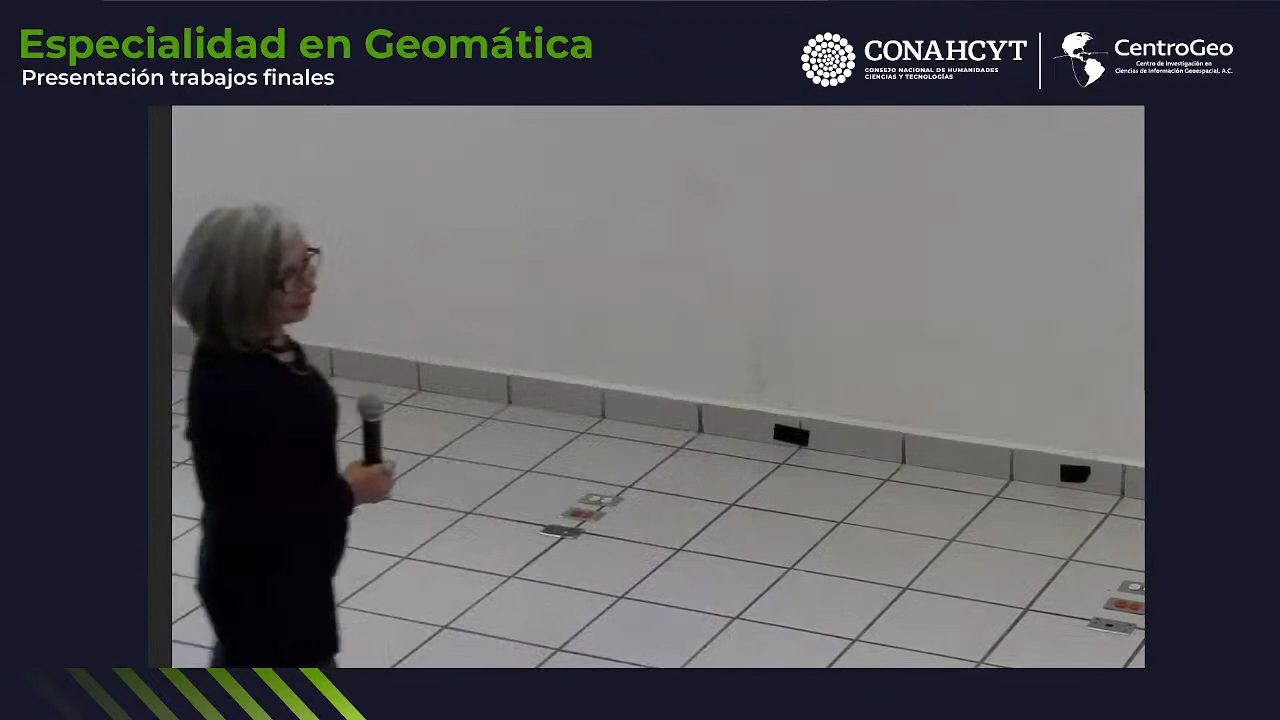 Especialidad en Geomática
Presentación trabajos finales
CONAHCYT
CONSEJO NACIONAL DE HUMANIDADES
CIENCIAS Y TECNOLOGÍAS
CentroGeo
Centro de Investigación en
Ciencias de Información Geoespacial, A.C.